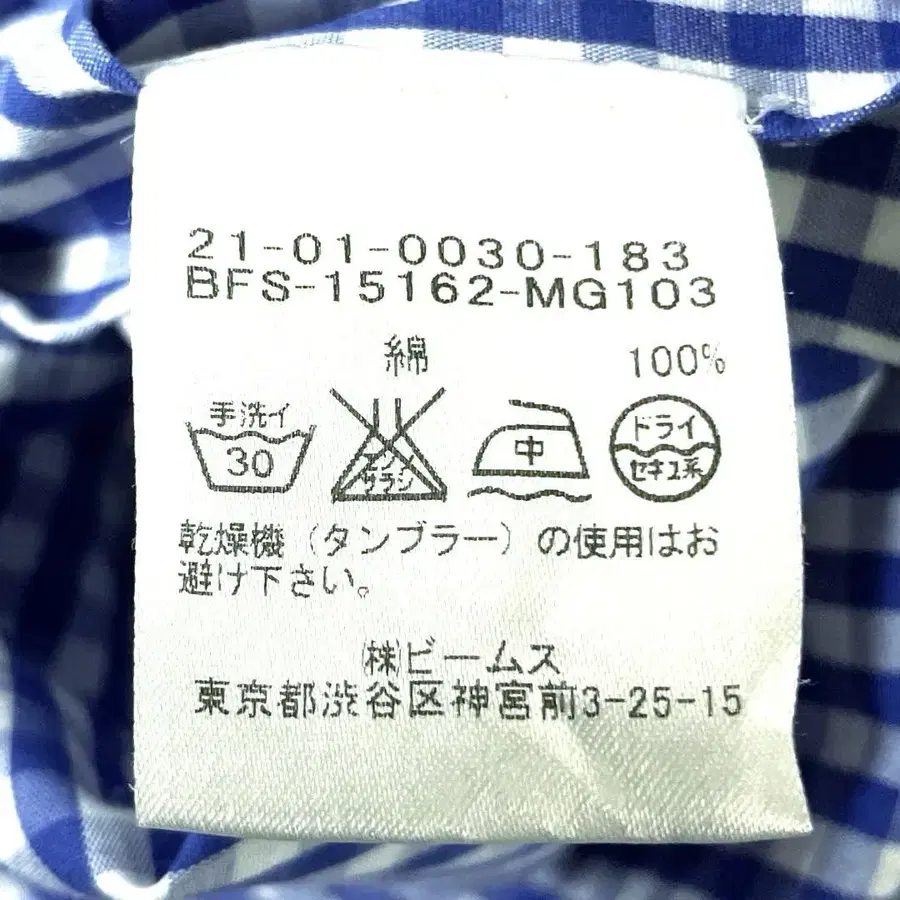 21-01-0030-183
BFS-15162-MG103
綿 100%
手洗イ
30
エンソ
サラシ
中
ドライ
セキユ系
乾燥機（タンブラー）の使用はお
避け下さい。
㈱ビームス
東京都渋谷区神宮前3-25-15